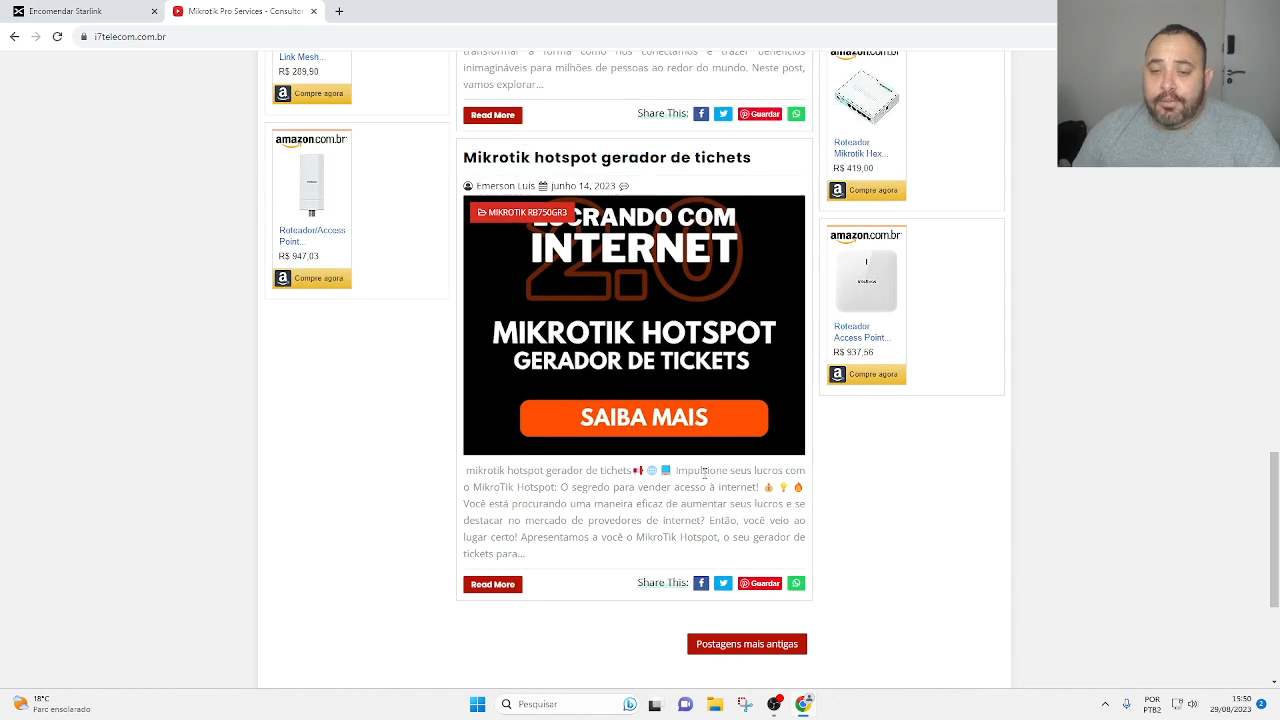 Encomendar Starlink
Mikrotik Pro Services - Consultor
i7telecom.com.br
Link Mesh...
R$ 289,90
Compre agora
amazon.com.br
Roteador/Access
Point...
R$ 947,03
Compre agora
transformar a forma como nos conectamos e trazer benefícios
inimagináveis para milhões de pessoas ao redor do mundo. Neste post,
vamos explorar...
Read More
Share This:
Guardar
Mikrotik hotspot gerador de tichets
Emerson Luis junho 14, 2023
MIKROTIK RB750GR3
LUCRANDO COM
INTERNET
2.0
MIKROTIK HOTSPOT
GERADOR DE TICKETS
SAIBA MAIS
mikrotik hotspot gerador de tichets Impulsione seus lucros com
o MikroTik Hotspot: O segredo para vender acesso à internet!
Você está procurando uma maneira eficaz de aumentar seus lucros e se
destacar no mercado de provedores de internet? Então, você veio ao
lugar certo! Apresentamos a você o MikroTik Hotspot, o seu gerador de
tickets para...
Read More
Share This:
Guardar
Postagens mais antigas
amazon.com.br
Roteador
Mikrotik Hex...
R$ 419,00
Compre agora
amazon.com.br
Roteador
Access Point...
R$ 937,56
Compre agora
18°C
Parc ensolarado
Pesquisar
POR
PTB2
15:50
29/08/2023